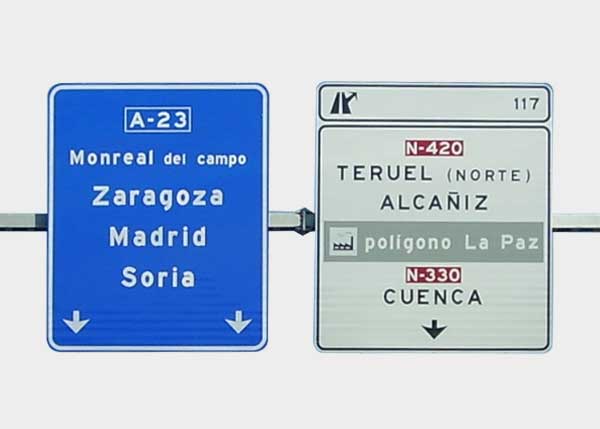 A-23
Monreal del campo
Zaragoza
Madrid
Soria
117
N-420
TERUEL (NORTE)
ALCAÑIZ
polígono La Paz
N-330
CUENCA